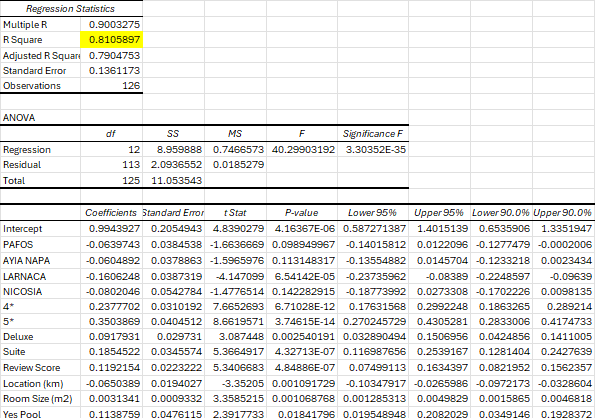 Regression Statistics
Multiple R 0.9003275
R Square 0.8105897
Adjusted R Square 0.7904753
Standard Error 0.1361173
Observations 126
ANOVA
df SS MS F Significance F
Regression 12 8.959888 0.7466573 40.29903192 3.30352E-35
Residual 113 2.0936552 0.0185279
Total 125 11.053543
Coefficients Standard Error t Stat P-value Lower 95% Upper 95% Lower 90.0% Upper 90.0%
Intercept 0.9943927 0.2054943 4.8390279 4.16367E-06 0.587271387 1.4015139 0.6535906 1.3351947
PAFOS -0.0639743 0.0384538 -1.6636669 0.098949967 -0.14015812 0.0122096 -0.1277479 -0.0002006
AYIA NAPA -0.0604892 0.0378863 -1.5965976 0.113148317 -0.13554882 0.0145704 -0.1233218 0.0023434
LARNACA -0.1606248 0.0387319 -4.147099 6.54142E-05 -0.23735962 -0.08389 -0.2248597 -0.09639
NICOSIA -0.0802046 0.0542784 -1.4776514 0.142282915 -0.18773992 0.0273308 -0.1702226 0.0098135
4* 0.2377702 0.0310192 7.6652693 6.71028E-12 0.17631568 0.2992248 0.1863265 0.289214
5* 0.3503869 0.0404512 8.6619571 3.74615E-14 0.270245729 0.4305281 0.2833006 0.4174733
Deluxe 0.0917931 0.029731 3.087448 0.002540191 0.032890494 0.1506956 0.0424856 0.1411005
Suite 0.1854522 0.0345574 5.3664917 4.32713E-07 0.116987656 0.2539167 0.1281404 0.2427639
Review Score 0.1192154 0.0223222 5.3406683 4.84886E-07 0.07499113 0.1634397 0.0821952 0.1562357
Location (km) -0.0650389 0.0194027 -3.35205 0.001091729 -0.10347917 -0.0265986 -0.0972173 -0.0328604
Room Size (m2) 0.0031341 0.0009332 3.3585215 0.001068768 0.001285313 0.0049829 0.0015865 0.0046818
Yes Pool 0.1138759 0.0476115 2.3917733 0.01841796 0.019548948 0.2082029 0.0349146 0.1928372